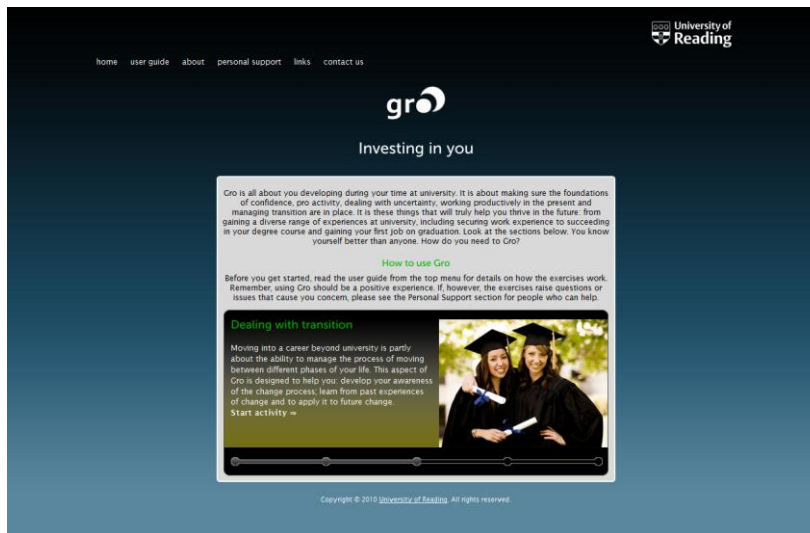 University of
Reading
home user guide about personal support links contact us
gro
Investing in you
Gro is all about you developing during your time at university. It is about making sure the foundations
of confidence, pro activity, dealing with uncertainty, working productively in the present and
managing transition are in place. It is these things that will truly help you thrive in the future: from
gaining a diverse range of experiences at university, including securing work experience to succeeding
in your degree course and gaining your first job on graduation. Look at the sections below. You know
yourself better than anyone. How do you need to Gro?
How to use Gro
Before you get started, read the user guide from the top menu for details on how the exercises work.
Remember, using Gro should be a positive experience. If, however, the exercises raise questions or
issues that cause you concern, please see the Personal Support section for people who can help.
Dealing with transition
Moving into a career beyond university is partly
about the ability to manage the process of moving
between different phases of your life. This aspect of
Gro is designed to help you: develop your awareness
of the change process; learn from past experiences
of change and to apply it to future change.
Start activity ⇒
Copyright © 2010 University of Reading. All rights reserved.